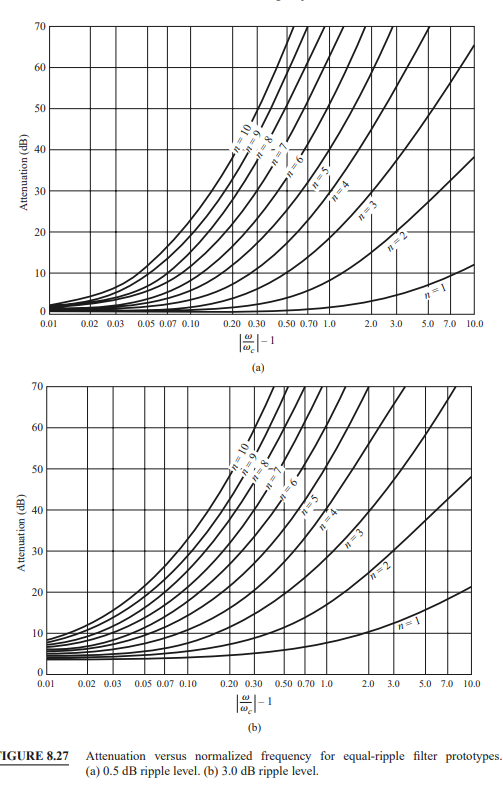 70
60
50
40
30
20
10
0
Attenuation (dB)
n = 10
n = 9
n = 8
n = 7
n = 6
n = 5
n = 4
n = 3
n = 2
n = 1
0.01 0.02 0.03 0.05 0.07 0.10 0.20 0.30 0.50 0.70 1.0 2.0 3.0 5.0 7.0 10.0
|ω/ωc| – 1
(a)
70
60
50
40
30
20
10
0
Attenuation (dB)
n = 10
n = 9
n = 8
n = 7
n = 6
n = 5
n = 4
n = 3
n = 2
n = 1
0.01 0.02 0.03 0.05 0.07 0.10 0.20 0.30 0.50 0.70 1.0 2.0 3.0 5.0 7.0 10.0
|ω/ωc| – 1
(b)
IGURE 8.27 Attenuation versus normalized frequency for equal-ripple filter prototypes.
(a) 0.5 dB ripple level. (b) 3.0 dB ripple level.